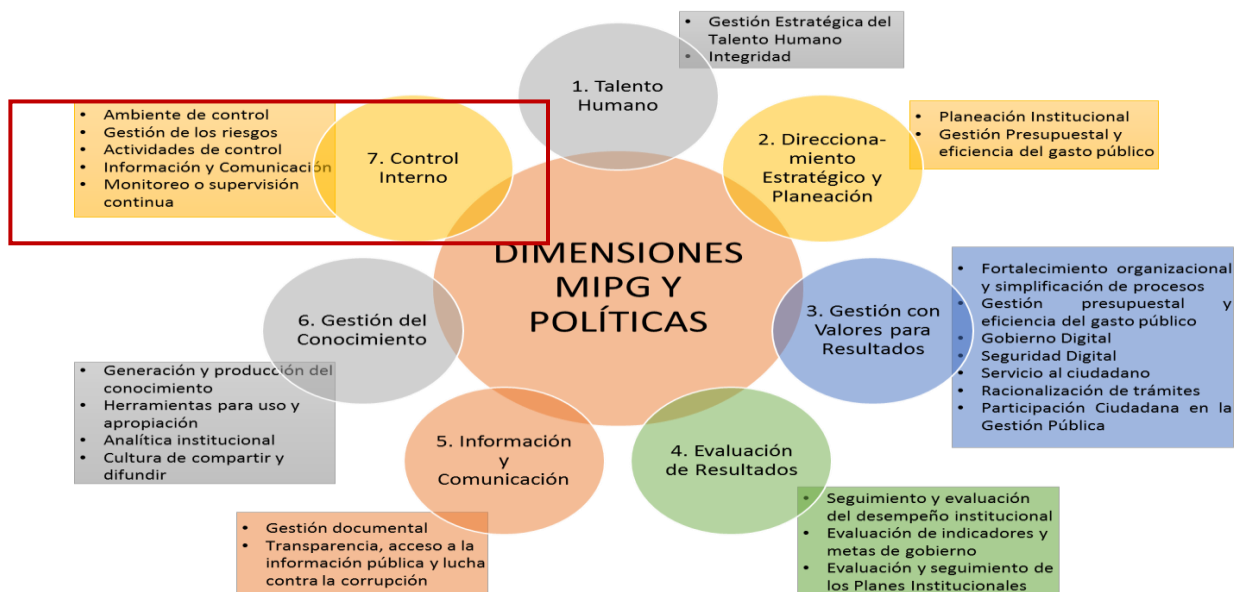 DIMENSIONES
MIPG Y
POLÍTICAS
1. Talento
Humano
• Gestión Estratégica del
Talento Humano
• Integridad
2. Direcciona-
miento
Estratégico y
Planeación
• Planeación Institucional
• Gestión Presupuestal y
eficiencia del gasto público
3. Gestión con
Valores para
Resultados
• Fortalecimiento organizacional
y simplificación de procesos
• Gestión presupuestal y
eficiencia del gasto público
• Gobierno Digital
• Seguridad Digital
• Servicio al ciudadano
• Racionalización de trámites
• Participación Ciudadana en la
Gestión Pública
4. Evaluación
de Resultados
• Seguimiento y evaluación
del desempeño institucional
• Evaluación de indicadores y
metas de gobierno
• Evaluación y seguimiento de
los Planes Institucionales
5. Información
y
Comunicación
• Gestión documental
• Transparencia, acceso a la
información pública y lucha
contra la corrupción
6. Gestión del
Conocimiento
• Generación y producción del
conocimiento
• Herramientas para uso y
apropiación
• Analítica institucional
• Cultura de compartir y
difundir
7. Control
Interno
• Ambiente de control
• Gestión de los riesgos
• Actividades de control
• Información y Comunicación
• Monitoreo o supervisión
continua